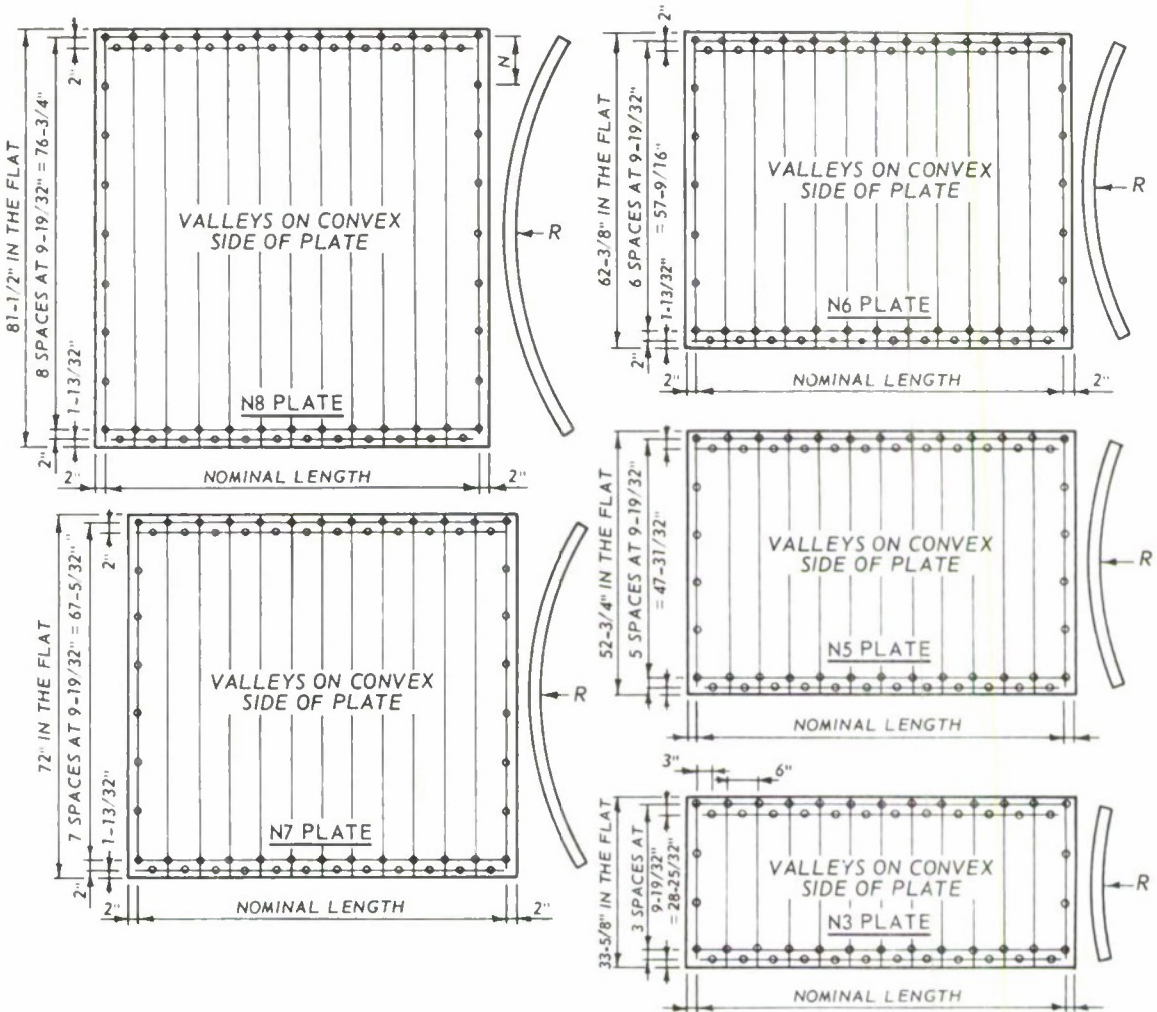 2"
81-1/2" IN THE FLAT
8 SPACES AT 9-19/32" = 76-3/4"
1-13/32"
2"
N
VALLEYS ON CONVEX
SIDE OF PLATE
R
N8 PLATE
2"
NOMINAL LENGTH
2"
2"
62-3/8" IN THE FLAT
6 SPACES AT 9-19/32"
= 57-9/16"
1-13/32"
2"
VALLEYS ON CONVEX
SIDE OF PLATE
R
N6 PLATE
2"
NOMINAL LENGTH
2"
2"
72" IN THE FLAT
7 SPACES AT 9-19/32" = 67-5/32"
1-13/32"
2"
VALLEYS ON CONVEX
SIDE OF PLATE
R
N7 PLATE
2"
NOMINAL LENGTH
2"
52-3/4" IN THE FLAT
5 SPACES AT 9-19/32"
= 47-31/32"
VALLEYS ON CONVEX
SIDE OF PLATE
R
N5 PLATE
NOMINAL LENGTH
3"
6"
33-5/8" IN THE FLAT
3 SPACES AT
9-19/32"
= 28-25/32"
VALLEYS ON CONVEX
SIDE OF PLATE
R
N3 PLATE
NOMINAL LENGTH